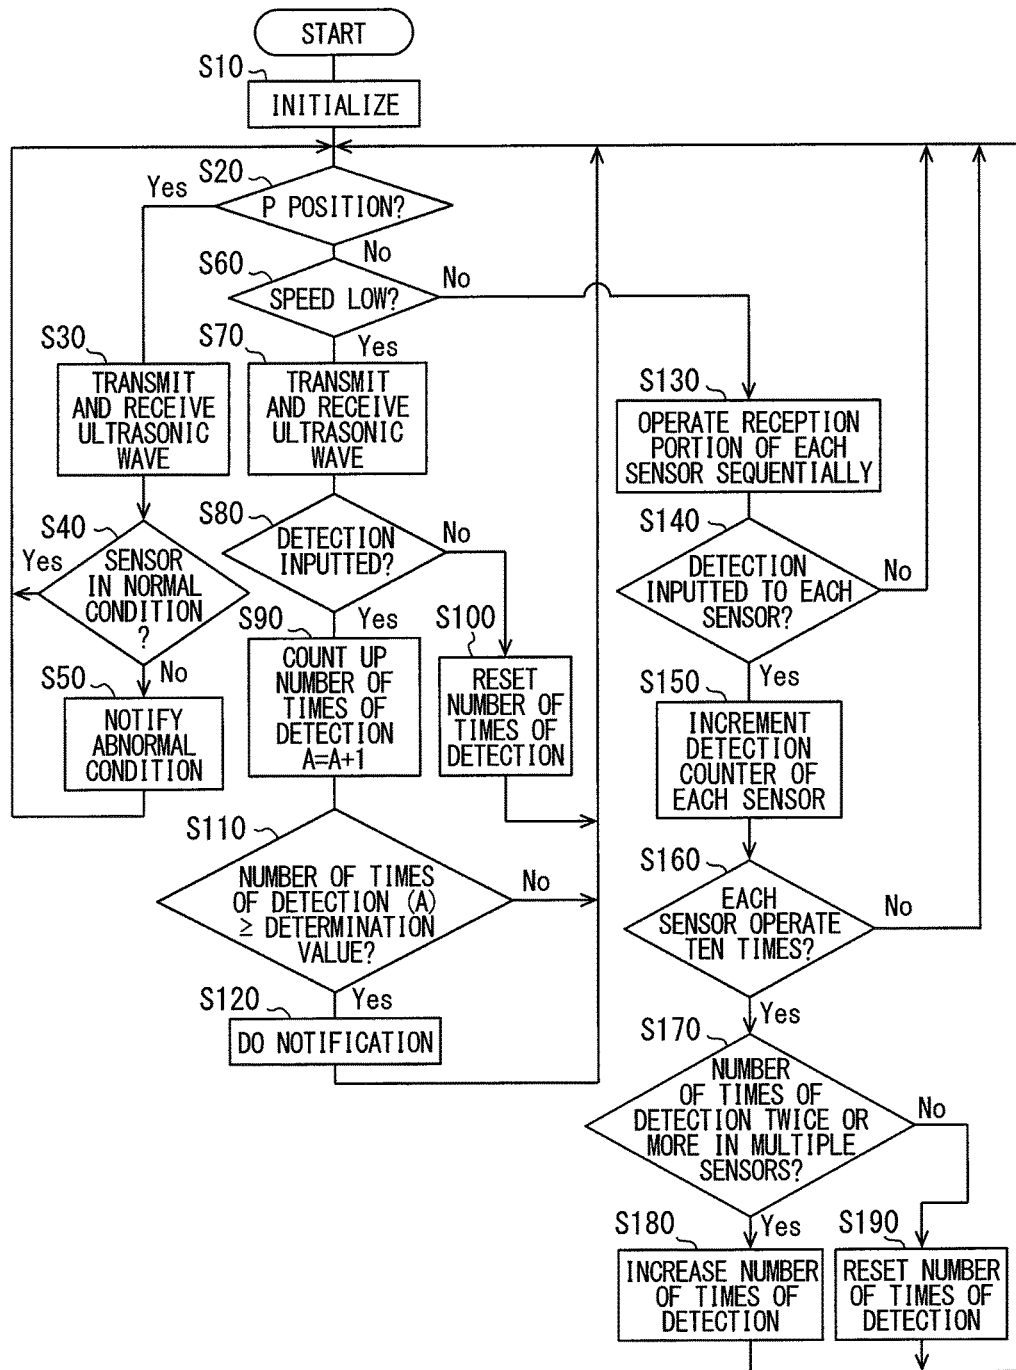 START
S10
INITIALIZE
S20
Yes
P POSITION?
No
S60
No
SPEED LOW?
S30
S70
Yes
TRANSMIT
AND RECEIVE
ULTRASONIC
WAVE
TRANSMIT
AND RECEIVE
ULTRASONIC
WAVE
S130
OPERATE RECEPTION
PORTION OF EACH
SENSOR SEQUENTIALLY
S40
Yes
SENSOR
IN NORMAL
CONDITION
?
No
S80
DETECTION
INPUTTED?
No
Yes
S140
DETECTION
INPUTTED TO EACH
SENSOR?
No
Yes
S50
NOTIFY
ABNORMAL
CONDITION
S90
COUNT UP
NUMBER OF
TIMES OF
DETECTION
A=A+1
S100
RESET
NUMBER OF
TIMES OF
DETECTION
S150
INCREMENT
DETECTION
COUNTER OF
EACH SENSOR
S110
NUMBER OF TIMES
OF DETECTION (A)
≥ DETERMINATION
VALUE?
No
Yes
S160
EACH
SENSOR OPERATE
TEN TIMES?
No
Yes
S120
DO NOTIFICATION
S170
NUMBER
OF TIMES OF
DETECTION TWICE OR
MORE IN MULTIPLE
SENSORS?
No
Yes
S180
INCREASE NUMBER
OF TIMES OF
DETECTION
S190
RESET NUMBER
OF TIMES OF
DETECTION